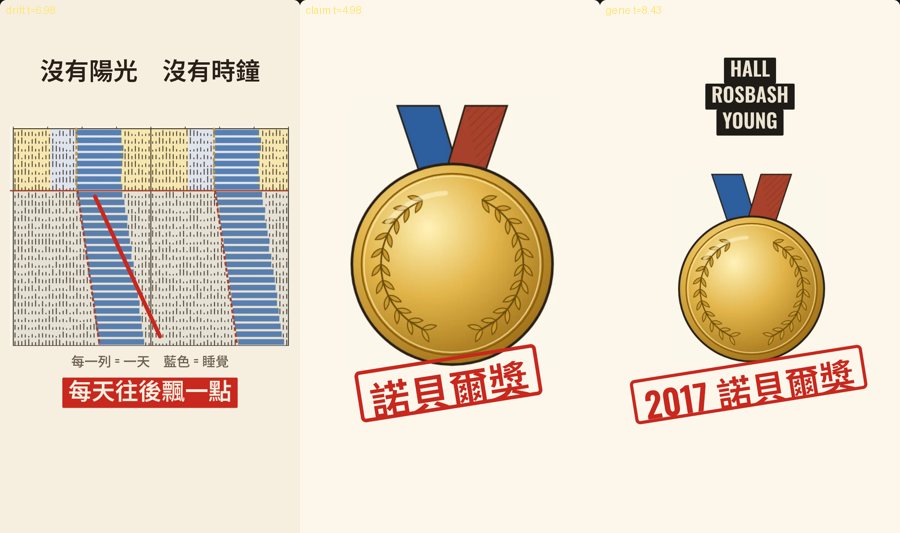 drift t=6.98
沒有陽光 沒有時鐘
每一列 = 一天 藍色 = 睡覺
每天往後飄一點
claim t=4.98
諾貝爾獎
gene t=8.43
HALL
ROSBASH
YOUNG
2017 諾貝爾獎